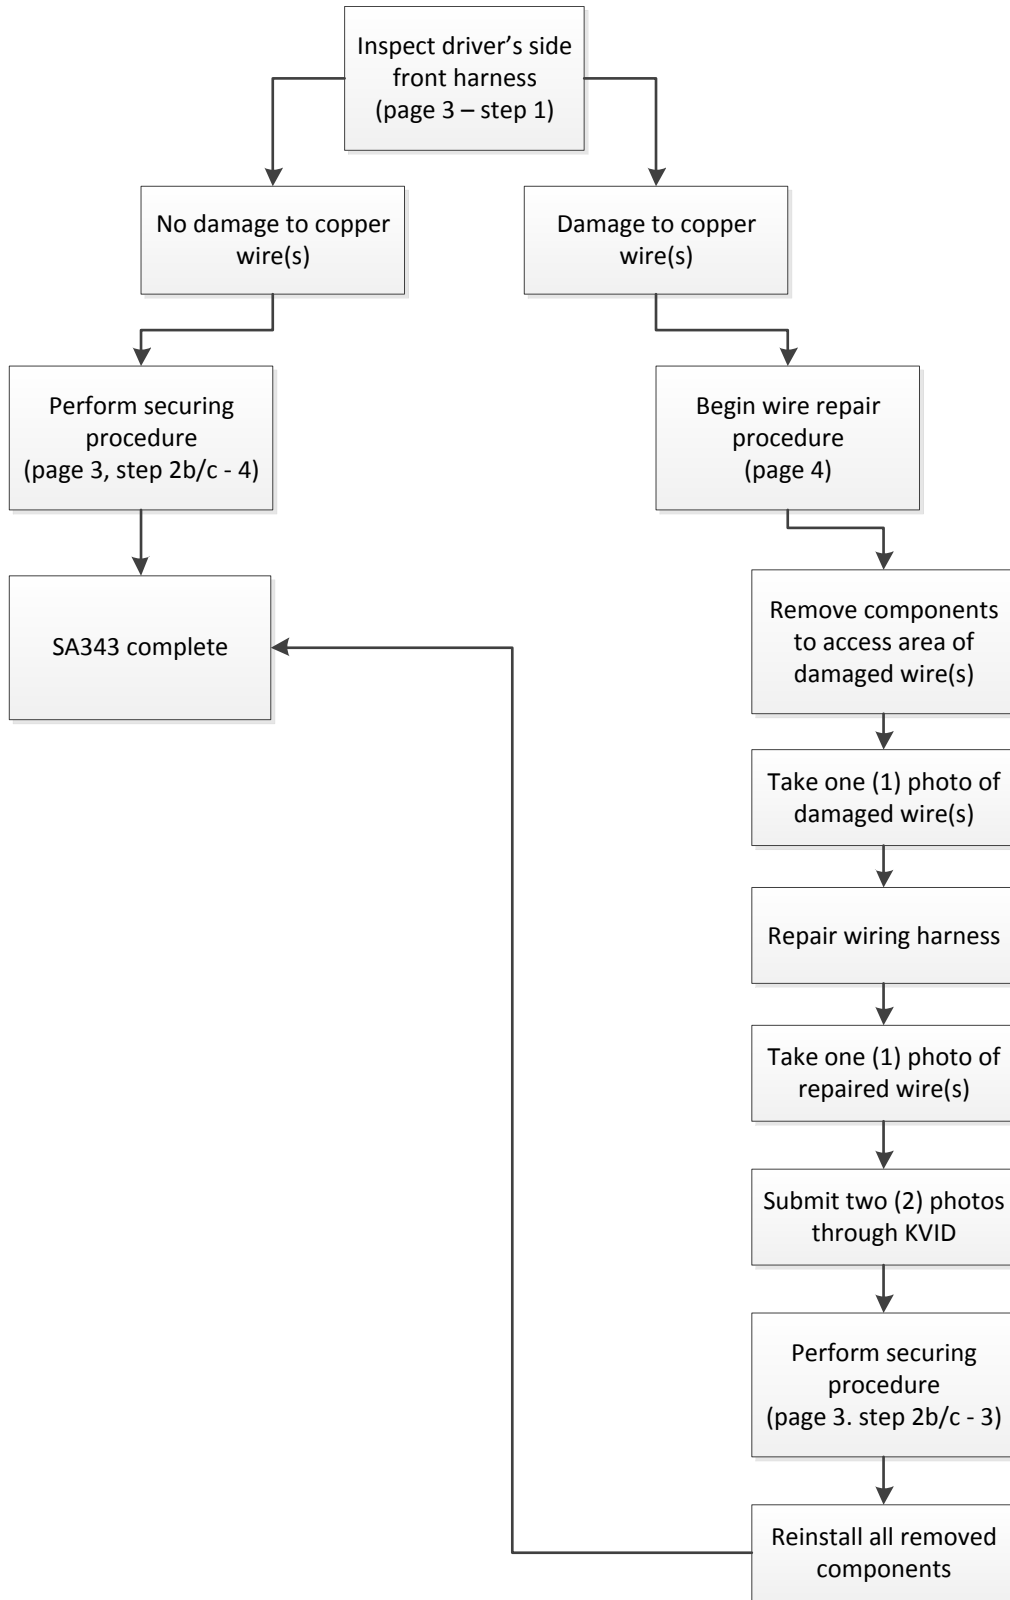 Inspect driver’s side
front harness
(page 3 – step 1)
No damage to copper
wire(s)
Damage to copper
wire(s)
Perform securing
procedure
(page 3, step 2b/c - 4)
Begin wire repair
procedure
(page 4)
SA343 complete
Remove components
to access area of
damaged wire(s)
Take one (1) photo of
damaged wire(s)
Repair wiring harness
Take one (1) photo of
repaired wire(s)
Submit two (2) photos
through KVID
Perform securing
procedure
(page 3. step 2b/c - 3)
Reinstall all removed
components